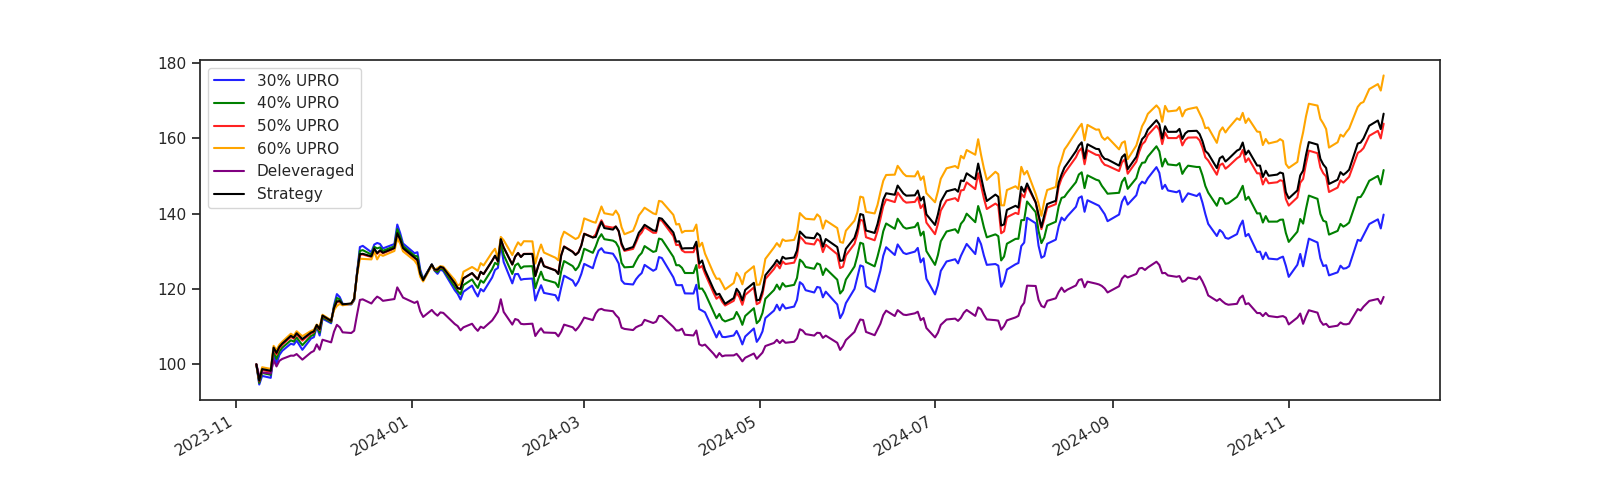 180
160
140
120
100
30% UPRO
40% UPRO
50% UPRO
60% UPRO
Deleveraged
Strategy
2023-11
2024-01
2024-03
2024-05
2024-07
2024-09
2024-11